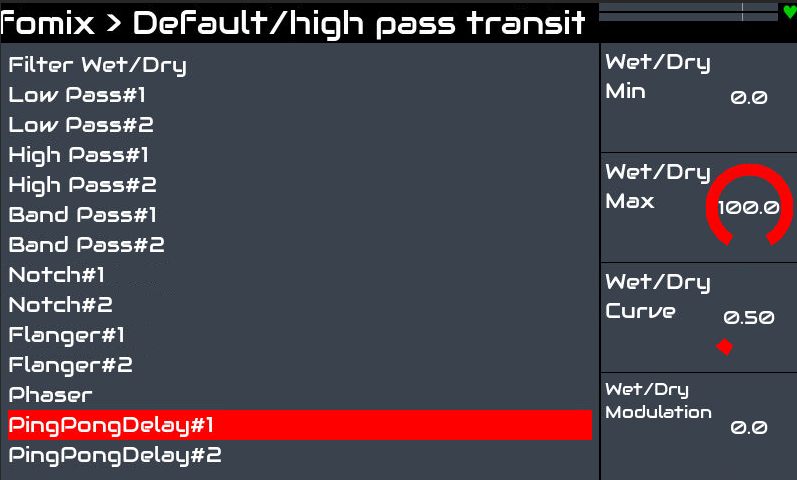 fomix > Default/high pass transit
Filter Wet/Dry
Low Pass#1
Low Pass#2
High Pass#1
High Pass#2
Band Pass#1
Band Pass#2
Notch#1
Notch#2
Flanger#1
Flanger#2
Phaser
PingPongDelay#1
PingPongDelay#2
Wet/Dry
Min
0.0
Wet/Dry
Max
100.0
Wet/Dry
Curve
0.50
Wet/Dry
Modulation
0.0